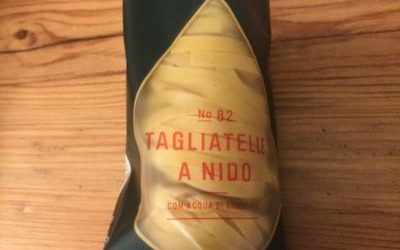 No 82
TAGLIATELLE
A NIDO
CON ACQUA DI